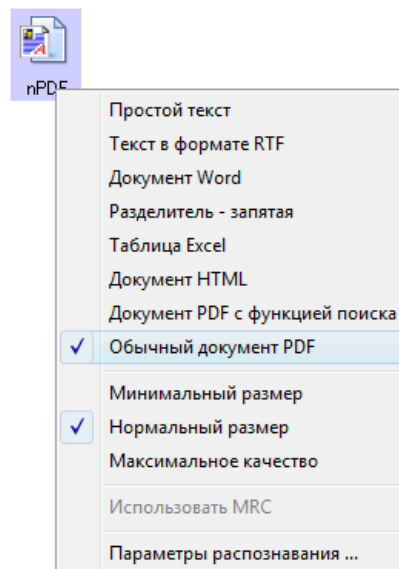 nPDF
Простой текст
Текст в формате RTF
Документ Word
Разделитель - запятая
Таблица Excel
Документ HTML
Документ PDF с функцией поиска
Обычный документ PDF
Минимальный размер
Нормальный размер
Максимальное качество
Использовать MRC
Параметры распознавания ...